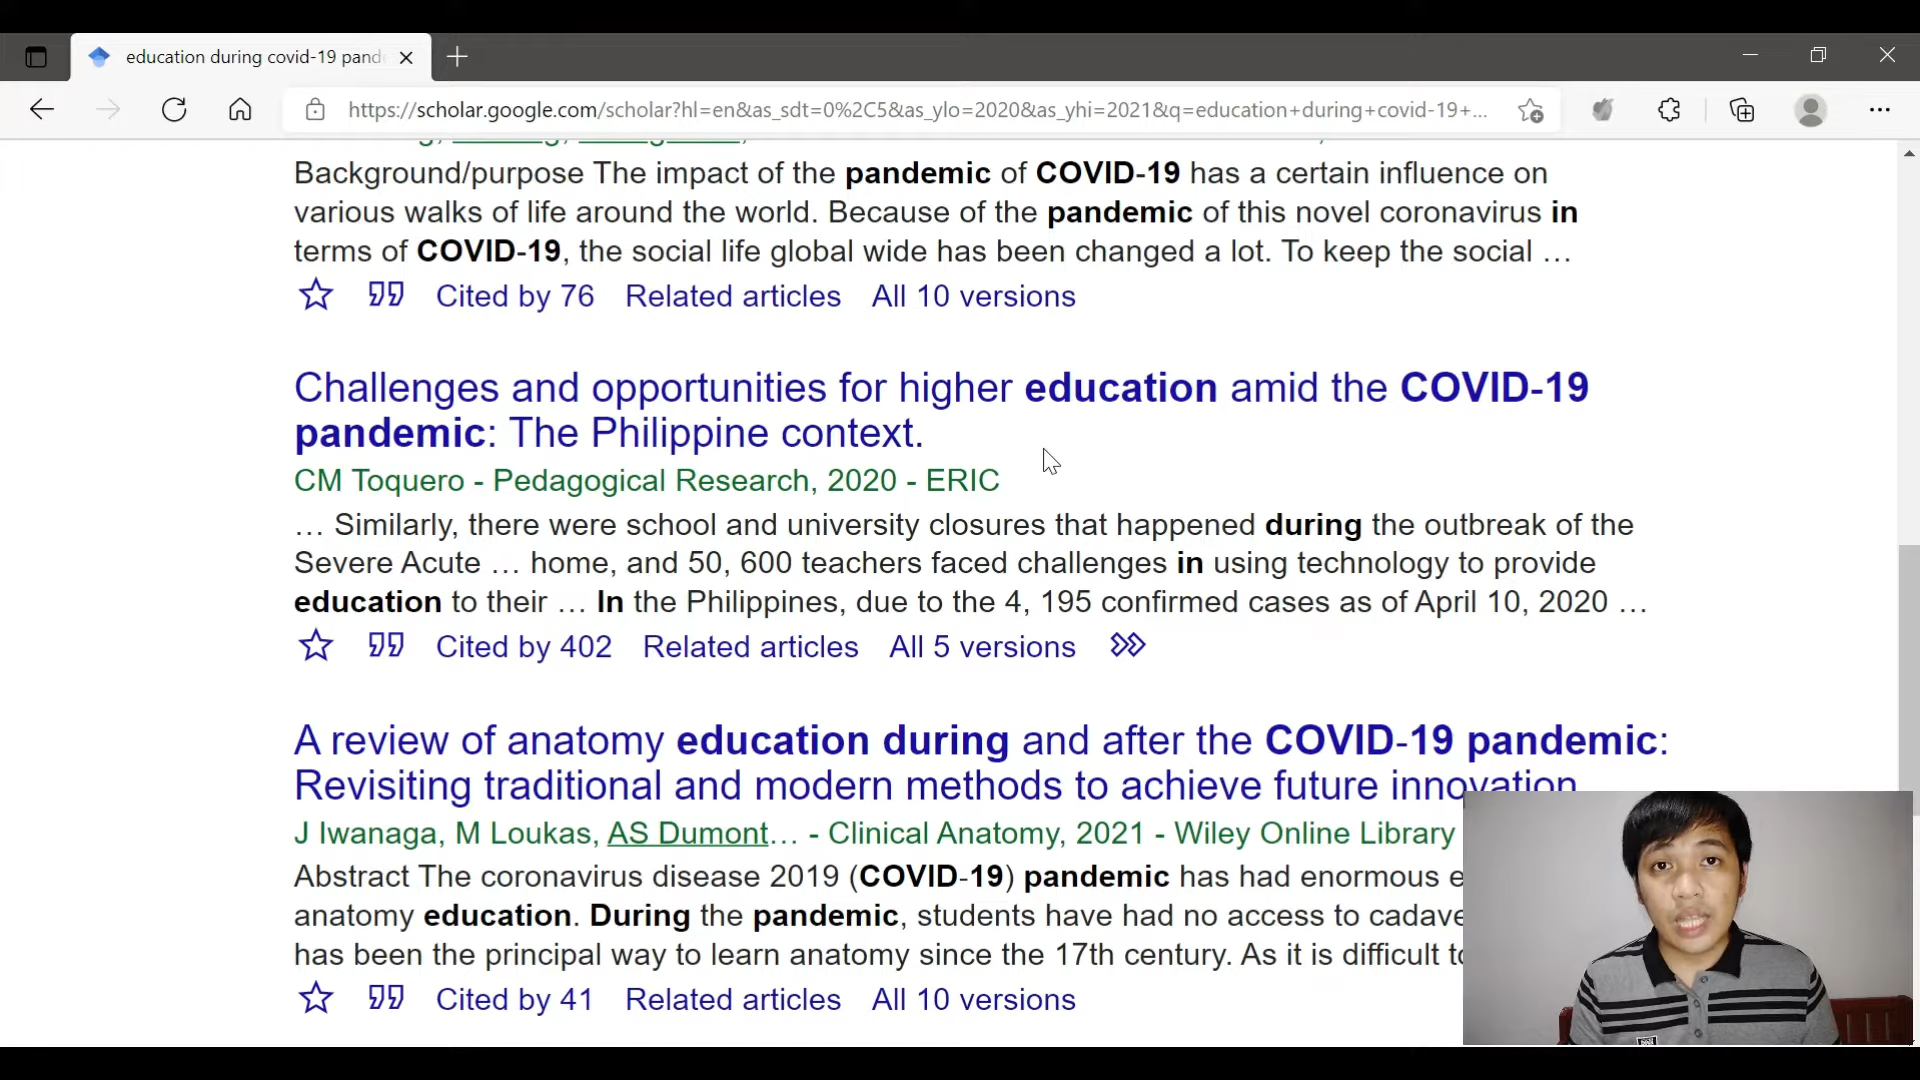 education during covid-19 pand
https://scholar.google.com/scholar?hl=en&as_sdt=0%2C5&as_ylo=2020&as_yhi=2021&q=education+during+covid-19+...
Background/purpose The impact of the pandemic of COVID-19 has a certain influence on
various walks of life around the world. Because of the pandemic of this novel coronavirus in
terms of COVID-19, the social life global wide has been changed a lot. To keep the social …
Cited by 76 Related articles All 10 versions
Challenges and opportunities for higher education amid the COVID-19
pandemic: The Philippine context.
CM Toquero - Pedagogical Research, 2020 - ERIC
… Similarly, there were school and university closures that happened during the outbreak of the
Severe Acute … home, and 50, 600 teachers faced challenges in using technology to provide
education to their … In the Philippines, due to the 4, 195 confirmed cases as of April 10, 2020 …
Cited by 402 Related articles All 5 versions
A review of anatomy education during and after the COVID-19 pandemic:
Revisiting traditional and modern methods to achieve future innovation
J Iwanaga, M Loukas, AS Dumont… - Clinical Anatomy, 2021 - Wiley Online Library
Abstract The coronavirus disease 2019 (COVID-19) pandemic has had enormous e
anatomy education. During the pandemic, students have had no access to cadave
has been the principal way to learn anatomy since the 17th century. As it is difficult to
Cited by 41 Related articles All 10 versions